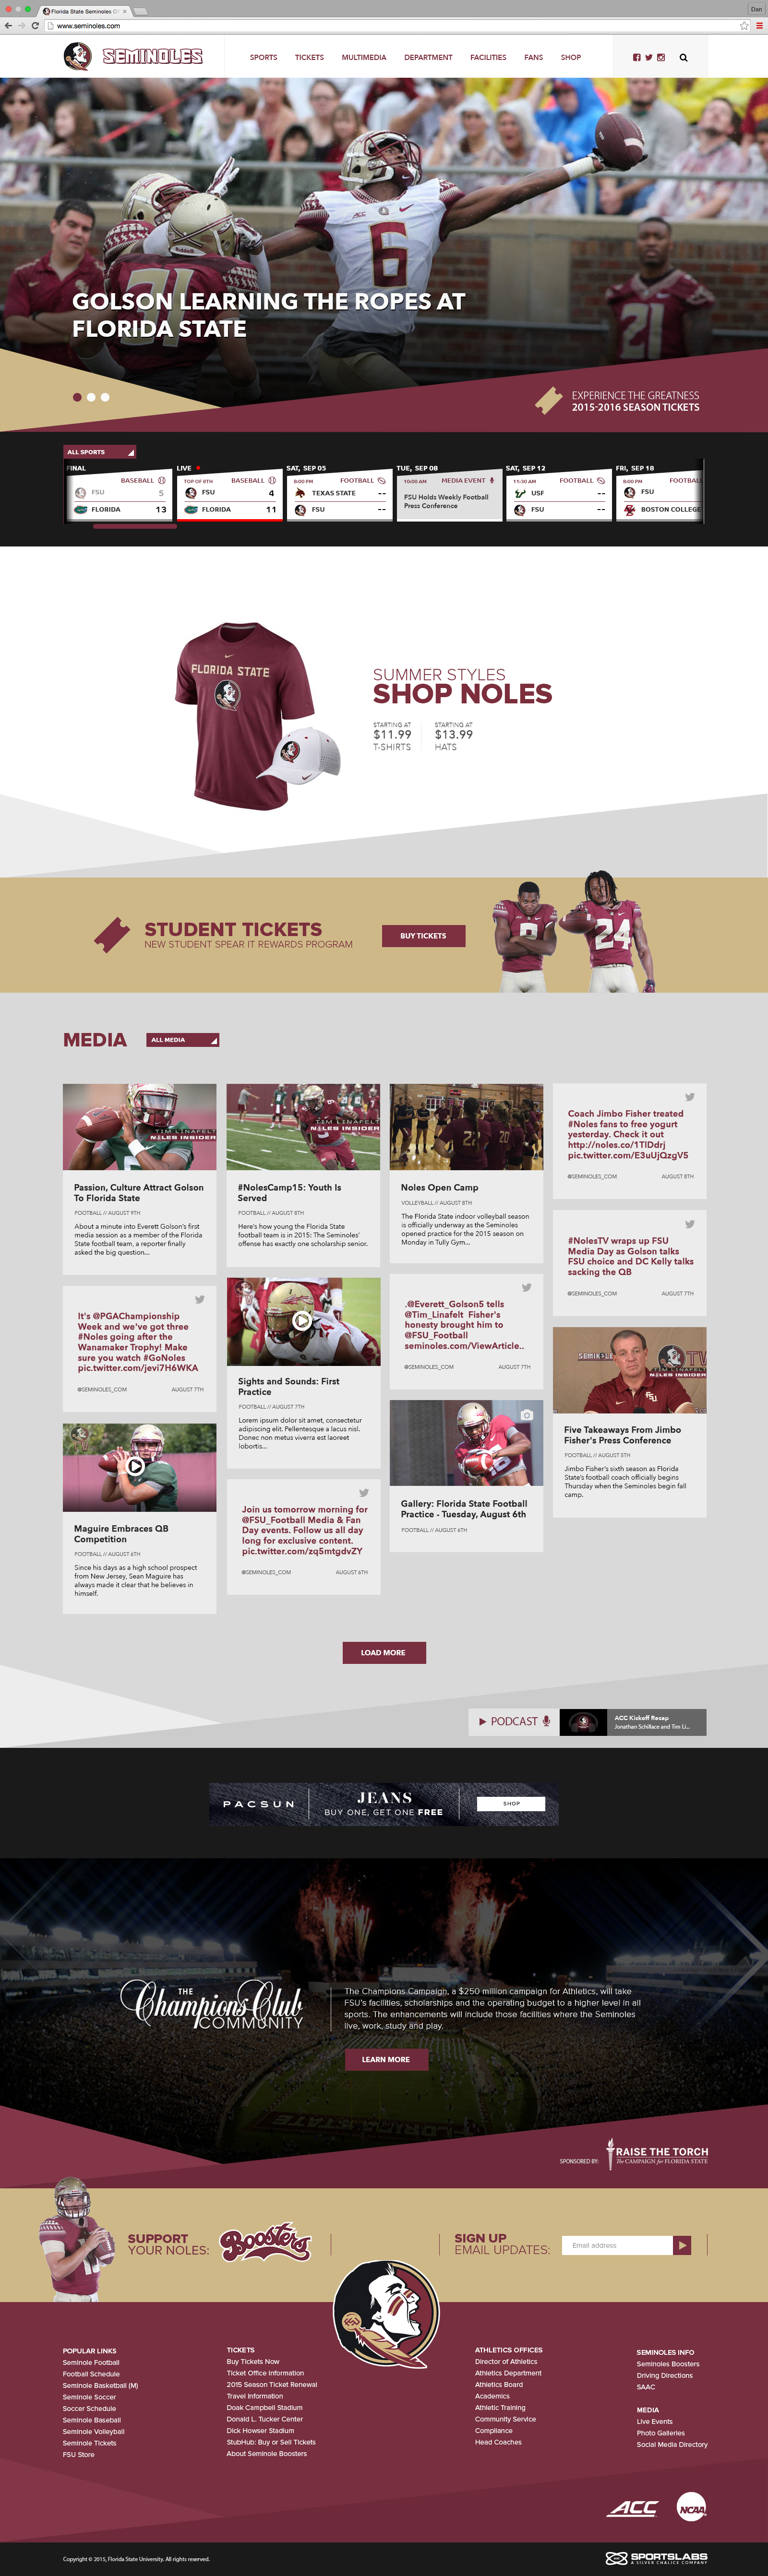 Florida State Seminoles Of
Dan
www.seminoles.com
SEMINOLES
SPORTS
TICKETS
MULTIMEDIA
DEPARTMENT
FACILITIES
FANS
SHOP
ACC
Riddell
6
31
21
GOLSON LEARNING THE ROPES AT
FLORIDA STATE
EXPERIENCE THE GREATNESS
2015-2016 SEASON TICKETS
ALL SPORTS
FINAL
BASEBALL
FSU 5
FLORIDA 13
LIVE
TOP OF 8TH BASEBALL
FSU 4
FLORIDA 11
SAT, SEP 05
8:00 PM FOOTBALL
TEXAS STATE --
FSU --
TUE, SEP 08
10:00 AM MEDIA EVENT
FSU Holds Weekly Football
Press Conference
SAT, SEP 12
11:30 AM FOOTBALL
USF --
FSU --
FRI, SEP 18
8:00 PM FOOTBALL
FSU
BOSTON COLLEGE
FLORIDA STATE
SUMMER STYLES
SHOP NOLES
STARTING AT
$11.99
T-SHIRTS
STARTING AT
$13.99
HATS
STUDENT TICKETS
NEW STUDENT SPEAR IT REWARDS PROGRAM
BUY TICKETS
8
24
MEDIA
ALL MEDIA
TIM LINAFELT
NOLES INSIDER
Passion, Culture Attract Golson
To Florida State
FOOTBALL // AUGUST 9TH
About a minute into Everett Golson's first
media session as a member of the Florida
State football team, a reporter finally
asked the big question...
It's @PGAChampionship
Week and we've got three
#Noles going after the
Wanamaker Trophy! Make
sure you watch #GoNoles
pic.twitter.com/jevi7H6WKA
@SEMINOLES_COM AUGUST 7TH
Maguire Embraces QB
Competition
FOOTBALL // AUGUST 6TH
Since his days as a high school prospect
from New Jersey, Sean Maguire has
always made it clear that he believes in
himself.
TIM LINAFELT
NOLES INSIDER
#NolesCamp15: Youth Is
Served
FOOTBALL // AUGUST 8TH
Here's how young the Florida State
football team is in 2015: The Seminoles'
offense has exactly one scholarship senior.
Sights and Sounds: First
Practice
FOOTBALL // AUGUST 7TH
Lorem ipsum dolor sit amet, consectetur
adipiscing elit. Pellentesque a lacus nisl.
Donec non metus viverra est laoreet
lobortis...
Join us tomorrow morning for
@FSU_Football Media & Fan
Day events. Follow us all day
long for exclusive content.
pic.twitter.com/zq5mtgdvZY
@SEMINOLES_COM AUGUST 6TH
Noles Open Camp
VOLLEYBALL // AUGUST 8TH
The Florida State indoor volleyball season
is officially underway as the Seminoles
opened practice for the 2015 season on
Monday in Tully Gym...
.@Everett_Golson5 tells
@Tim_Linafelt Fisher's
honesty brought him to
@FSU_Football
seminoles.com/ViewArticle..
@SEMINOLES_COM AUGUST 7TH
Gallery: Florida State Football
Practice - Tuesday, August 6th
FOOTBALL // AUGUST 6TH
Coach Jimbo Fisher treated
#Noles fans to free yogurt
yesterday. Check it out
http://noles.co/1TlDdrj
pic.twitter.com/E3uUjQzgV5
@SEMINOLES_COM AUGUST 8TH
#NolesTV wraps up FSU
Media Day as Golson talks
FSU choice and DC Kelly talks
sacking the QB
@SEMINOLES_COM AUGUST 7TH
TIM LINAFELT
NOLES INSIDER
Five Takeaways From Jimbo
Fisher's Press Conference
FOOTBALL // AUGUST 5TH
Jimbo Fisher's sixth season as Florida
State's football coach officially begins
Thursday when the Seminoles begin fall
camp.
LOAD MORE
PODCAST
ACC Kickoff Recap
Jonathan Schillace and Tim Li...
PACSUN
JEANS
BUY ONE, GET ONE FREE
SHOP
THE
Champions Club
COMMUNITY
The Champions Campaign, a $250 million campaign for Athletics, will take
FSU's facilities, scholarships and the operating budget to a higher level in all
sports. The enhancements will include those facilities where the Seminoles
live, work, study and play.
LEARN MORE
SPONSORED BY:
RAISE THE TORCH
The CAMPAIGN for FLORIDA STATE
SUPPORT
YOUR NOLES:
Boosters
SIGN UP
EMAIL UPDATES:
Email address
POPULAR LINKS
Seminole Football
Football Schedule
Seminole Basketball (M)
Seminole Soccer
Soccer Schedule
Seminole Baseball
Seminole Volleyball
Seminole Tickets
FSU Store
TICKETS
Buy Tickets Now
Ticket Office Information
2015 Season Ticket Renewal
Travel Information
Doak Campbell Stadium
Donald L. Tucker Center
Dick Howser Stadium
StubHub: Buy or Sell Tickets
About Seminole Boosters
ATHLETICS OFFICES
Director of Athletics
Athletics Department
Athletics Board
Academics
Athletic Training
Community Service
Compliance
Head Coaches
SEMINOLES INFO
Seminoles Boosters
Driving Directions
SAAC
MEDIA
Live Events
Photo Galleries
Social Media Directory
ACC
NCAA
Copyright © 2015, Florida State University. All rights reserved.
SPORTSLABS
A SILVER CHALICE COMPANY